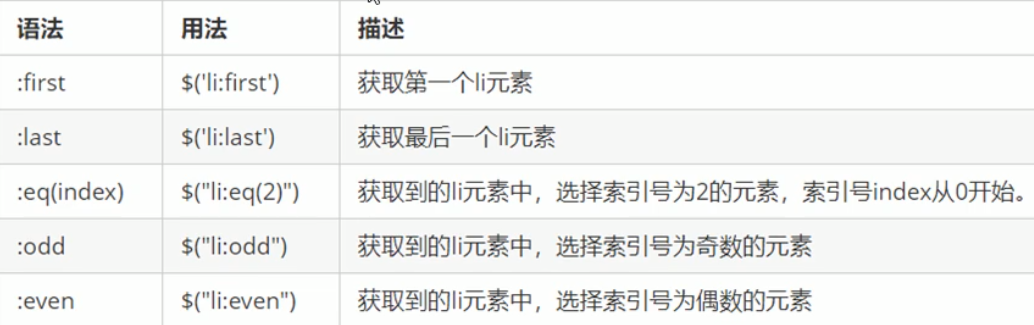 语法 用法 描述
:first $('li:first') 获取第一个li元素
:last $('li:last') 获取最后一个li元素
:eq(index) $("li:eq(2)") 获取到的li元素中，选择索引号为2的元素，索引号index从0开始。
:odd $("li:odd") 获取到的li元素中，选择索引号为奇数的元素
:even $("li:even") 获取到的li元素中，选择索引号为偶数的元素